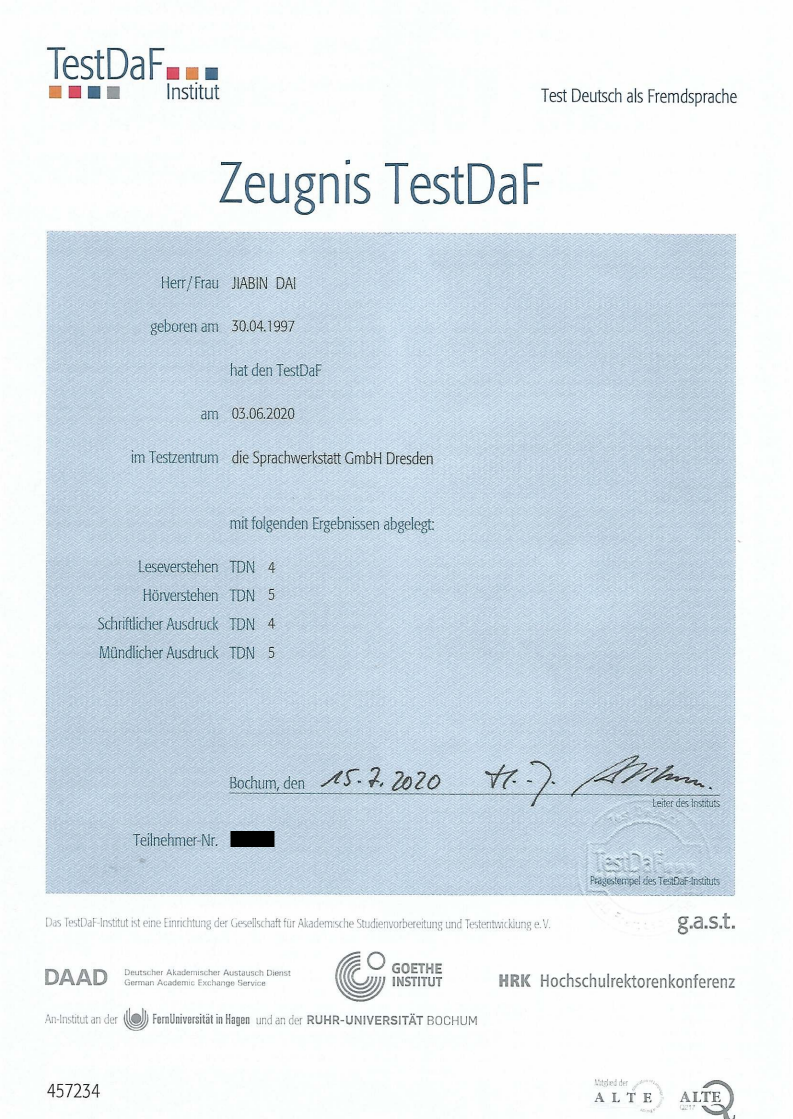 TestDaF
Institut
Test Deutsch als Fremdsprache
Zeugnis TestDaF
Herr/Frau JIABIN DAI
geboren am 30.04.1997
hat den TestDaF
am 03.06.2020
im Testzentrum die Sprachwerkstatt GmbH Dresden
mit folgenden Ergebnissen abgelegt:
Leseverstehen TDN 4
Hörverstehen TDN 5
Schriftlicher Ausdruck TDN 4
Mündlicher Ausdruck TDN 5
Bochum, den 15.7.2020
Leiter des Instituts
Teilnehmer-Nr.
TestDaF
Prägestempel des TestDaF-Instituts
Das TestDaF-Institut ist eine Einrichtung der Gesellschaft für Akademische Studienvorbereitung und Testentwicklung e.V.
g.a.s.t.
DAAD Deutscher Akademischer Austausch Dienst
German Academic Exchange Service
GOETHE
INSTITUT
HRK Hochschulrektorenkonferenz
An-Institut an der FernUniversität in Hagen und an der RUHR-UNIVERSITÄT BOCHUM
457234
Mitglied der
ALTE
ALTE